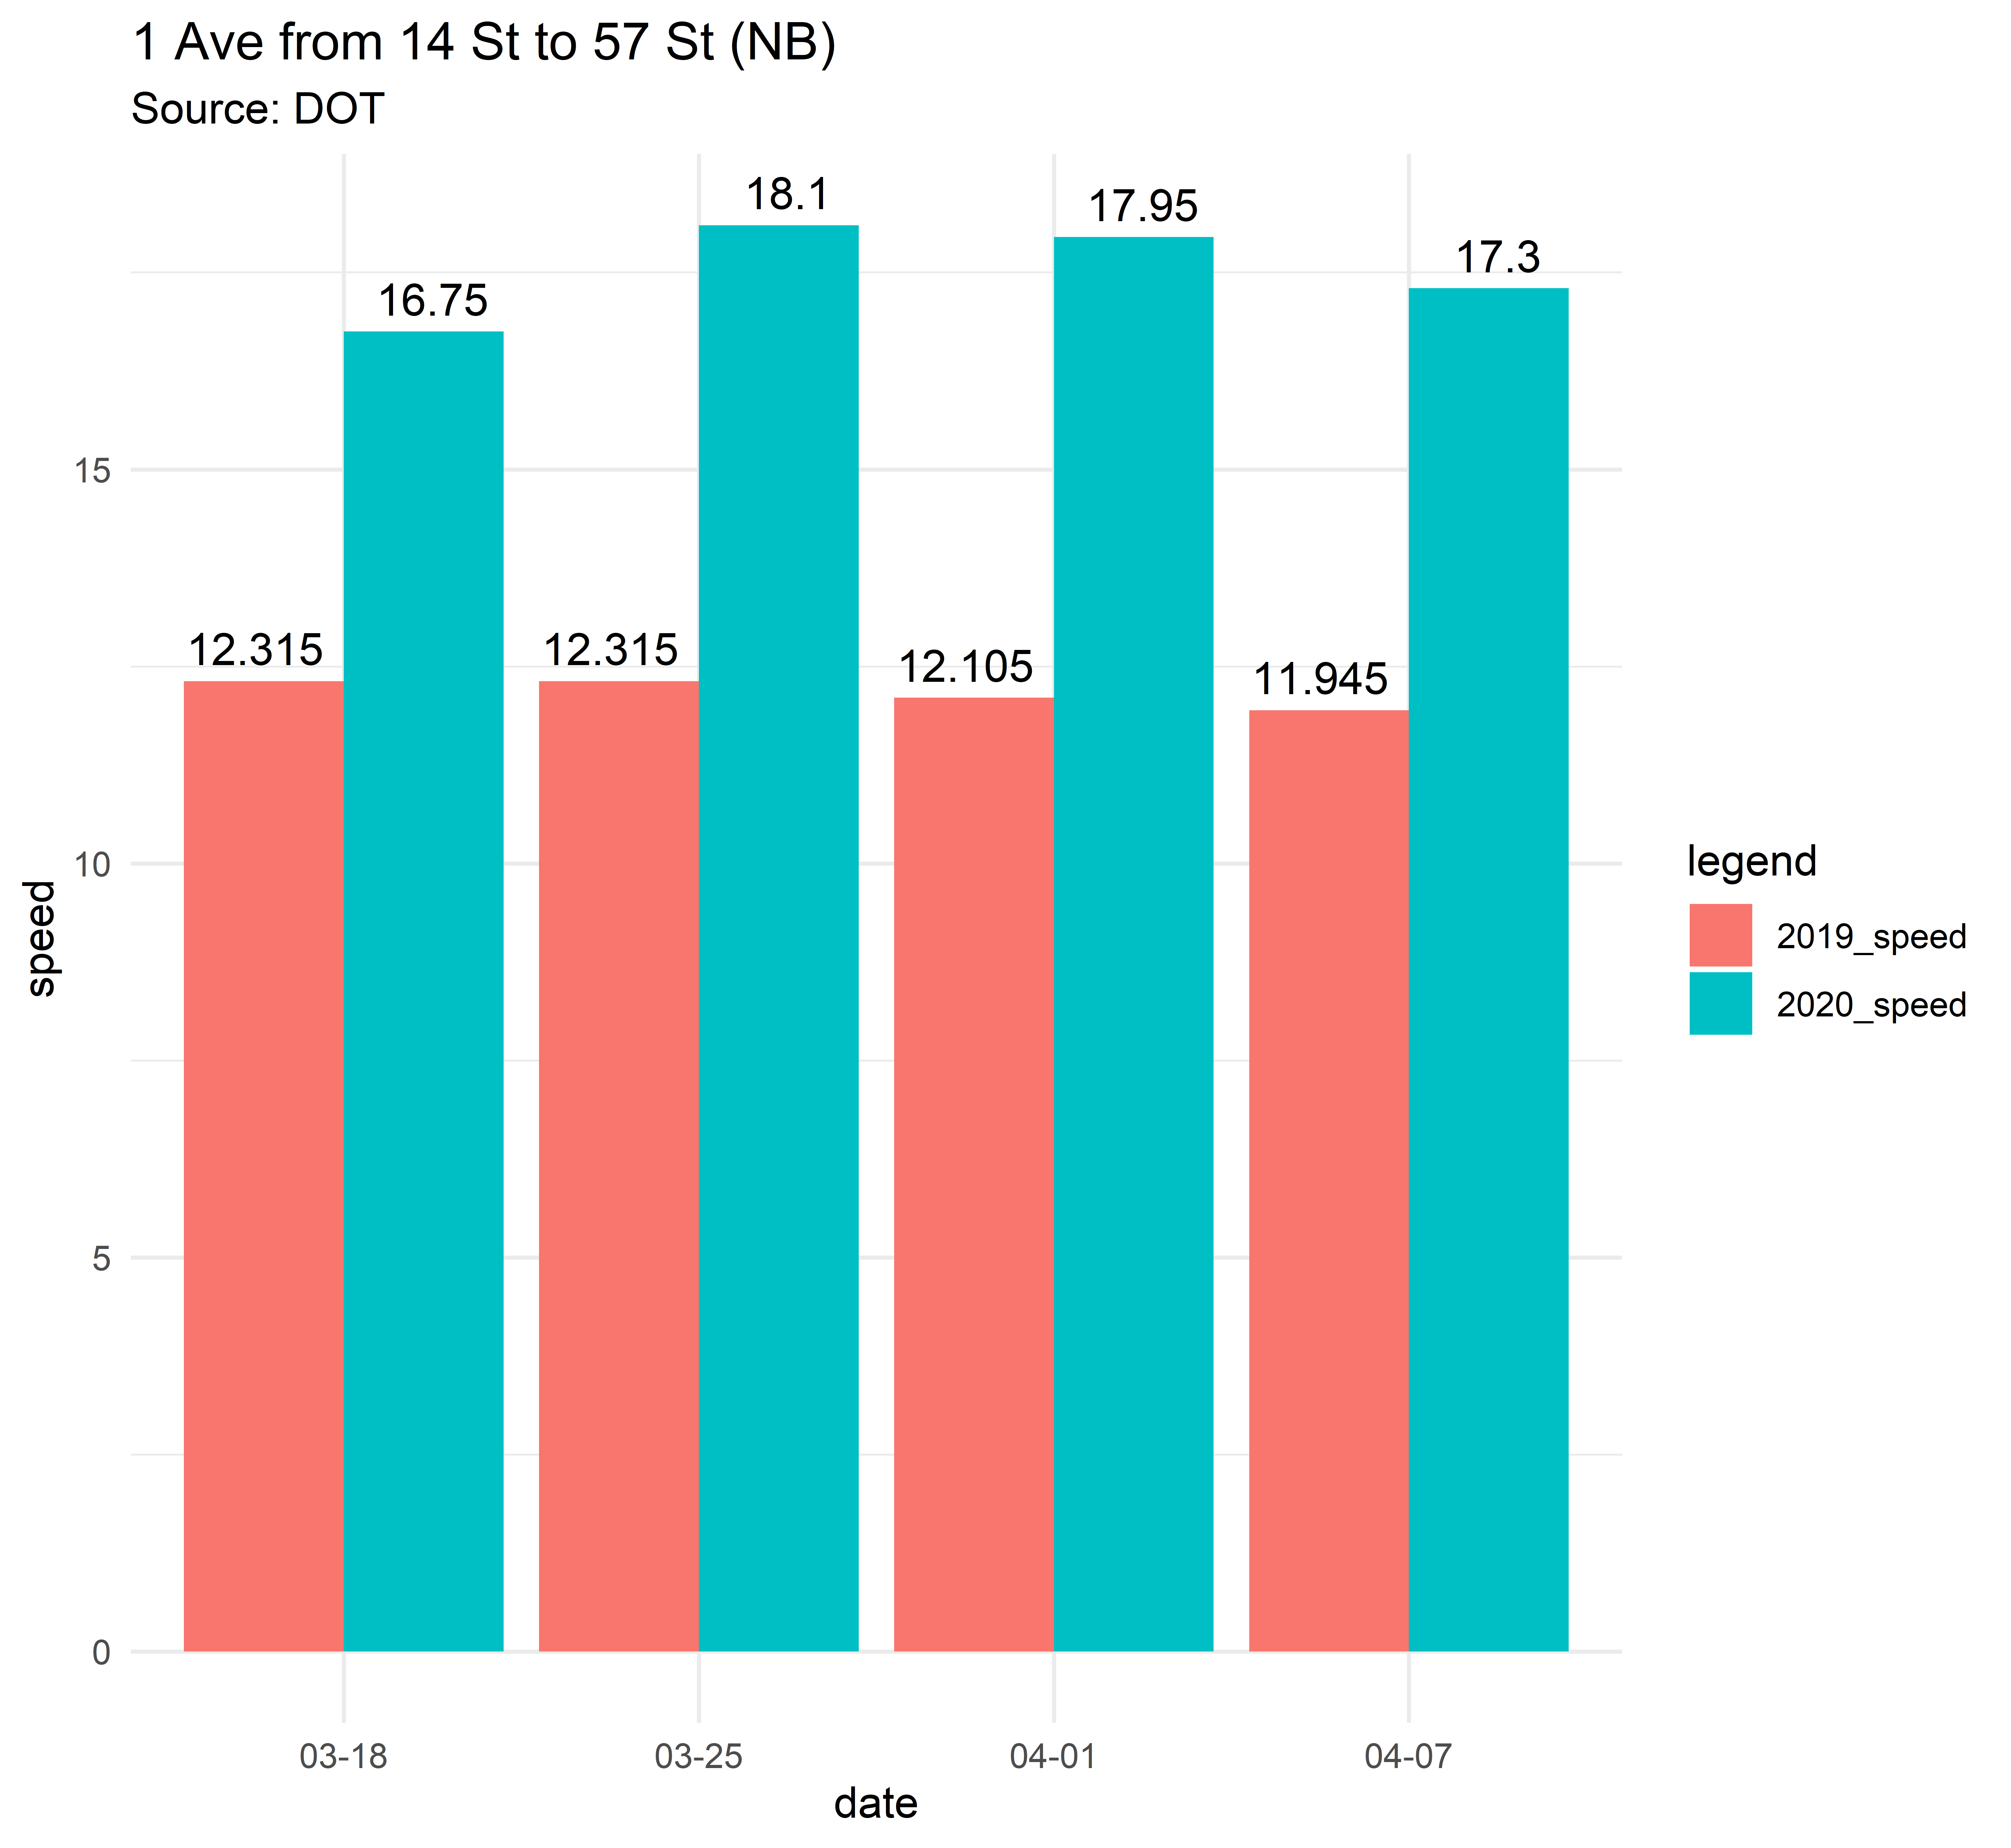 1 Ave from 14 St to 57 St (NB)
Source: DOT
18.1
17.95
17.3
16.75
15
12.315
12.315
12.105
11.945
10
5
0
speed
03-18
03-25
04-01
04-07
date
legend
2019_speed
2020_speed